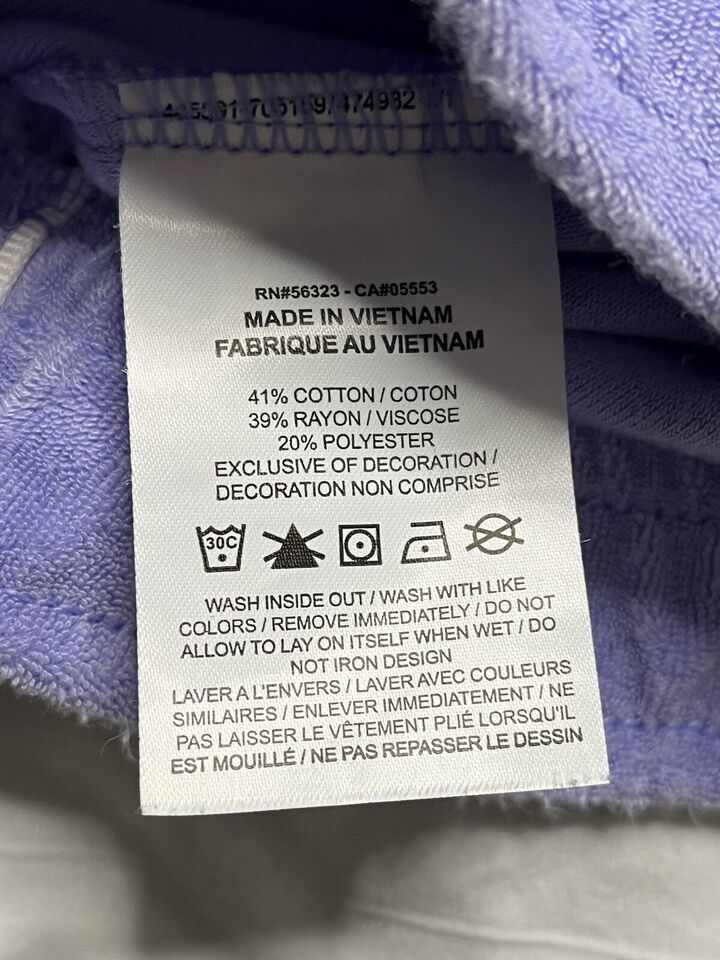 RN#56323 - CA#05553
MADE IN VIETNAM
FABRIQUE AU VIETNAM
41% COTTON / COTON
39% RAYON / VISCOSE
20% POLYESTER
EXCLUSIVE OF DECORATION /
DECORATION NON COMPRISE
30C
WASH INSIDE OUT / WASH WITH LIKE
COLORS / REMOVE IMMEDIATELY / DO NOT
ALLOW TO LAY ON ITSELF WHEN WET / DO
NOT IRON DESIGN
LAVER A L'ENVERS / LAVER AVEC COULEURS
SIMILAIRES / ENLEVER IMMEDIATEMENT / NE
PAS LAISSER LE VÊTEMENT PLIÉ LORSQU'IL
EST MOUILLÉ / NE PAS REPASSER LE DESSIN